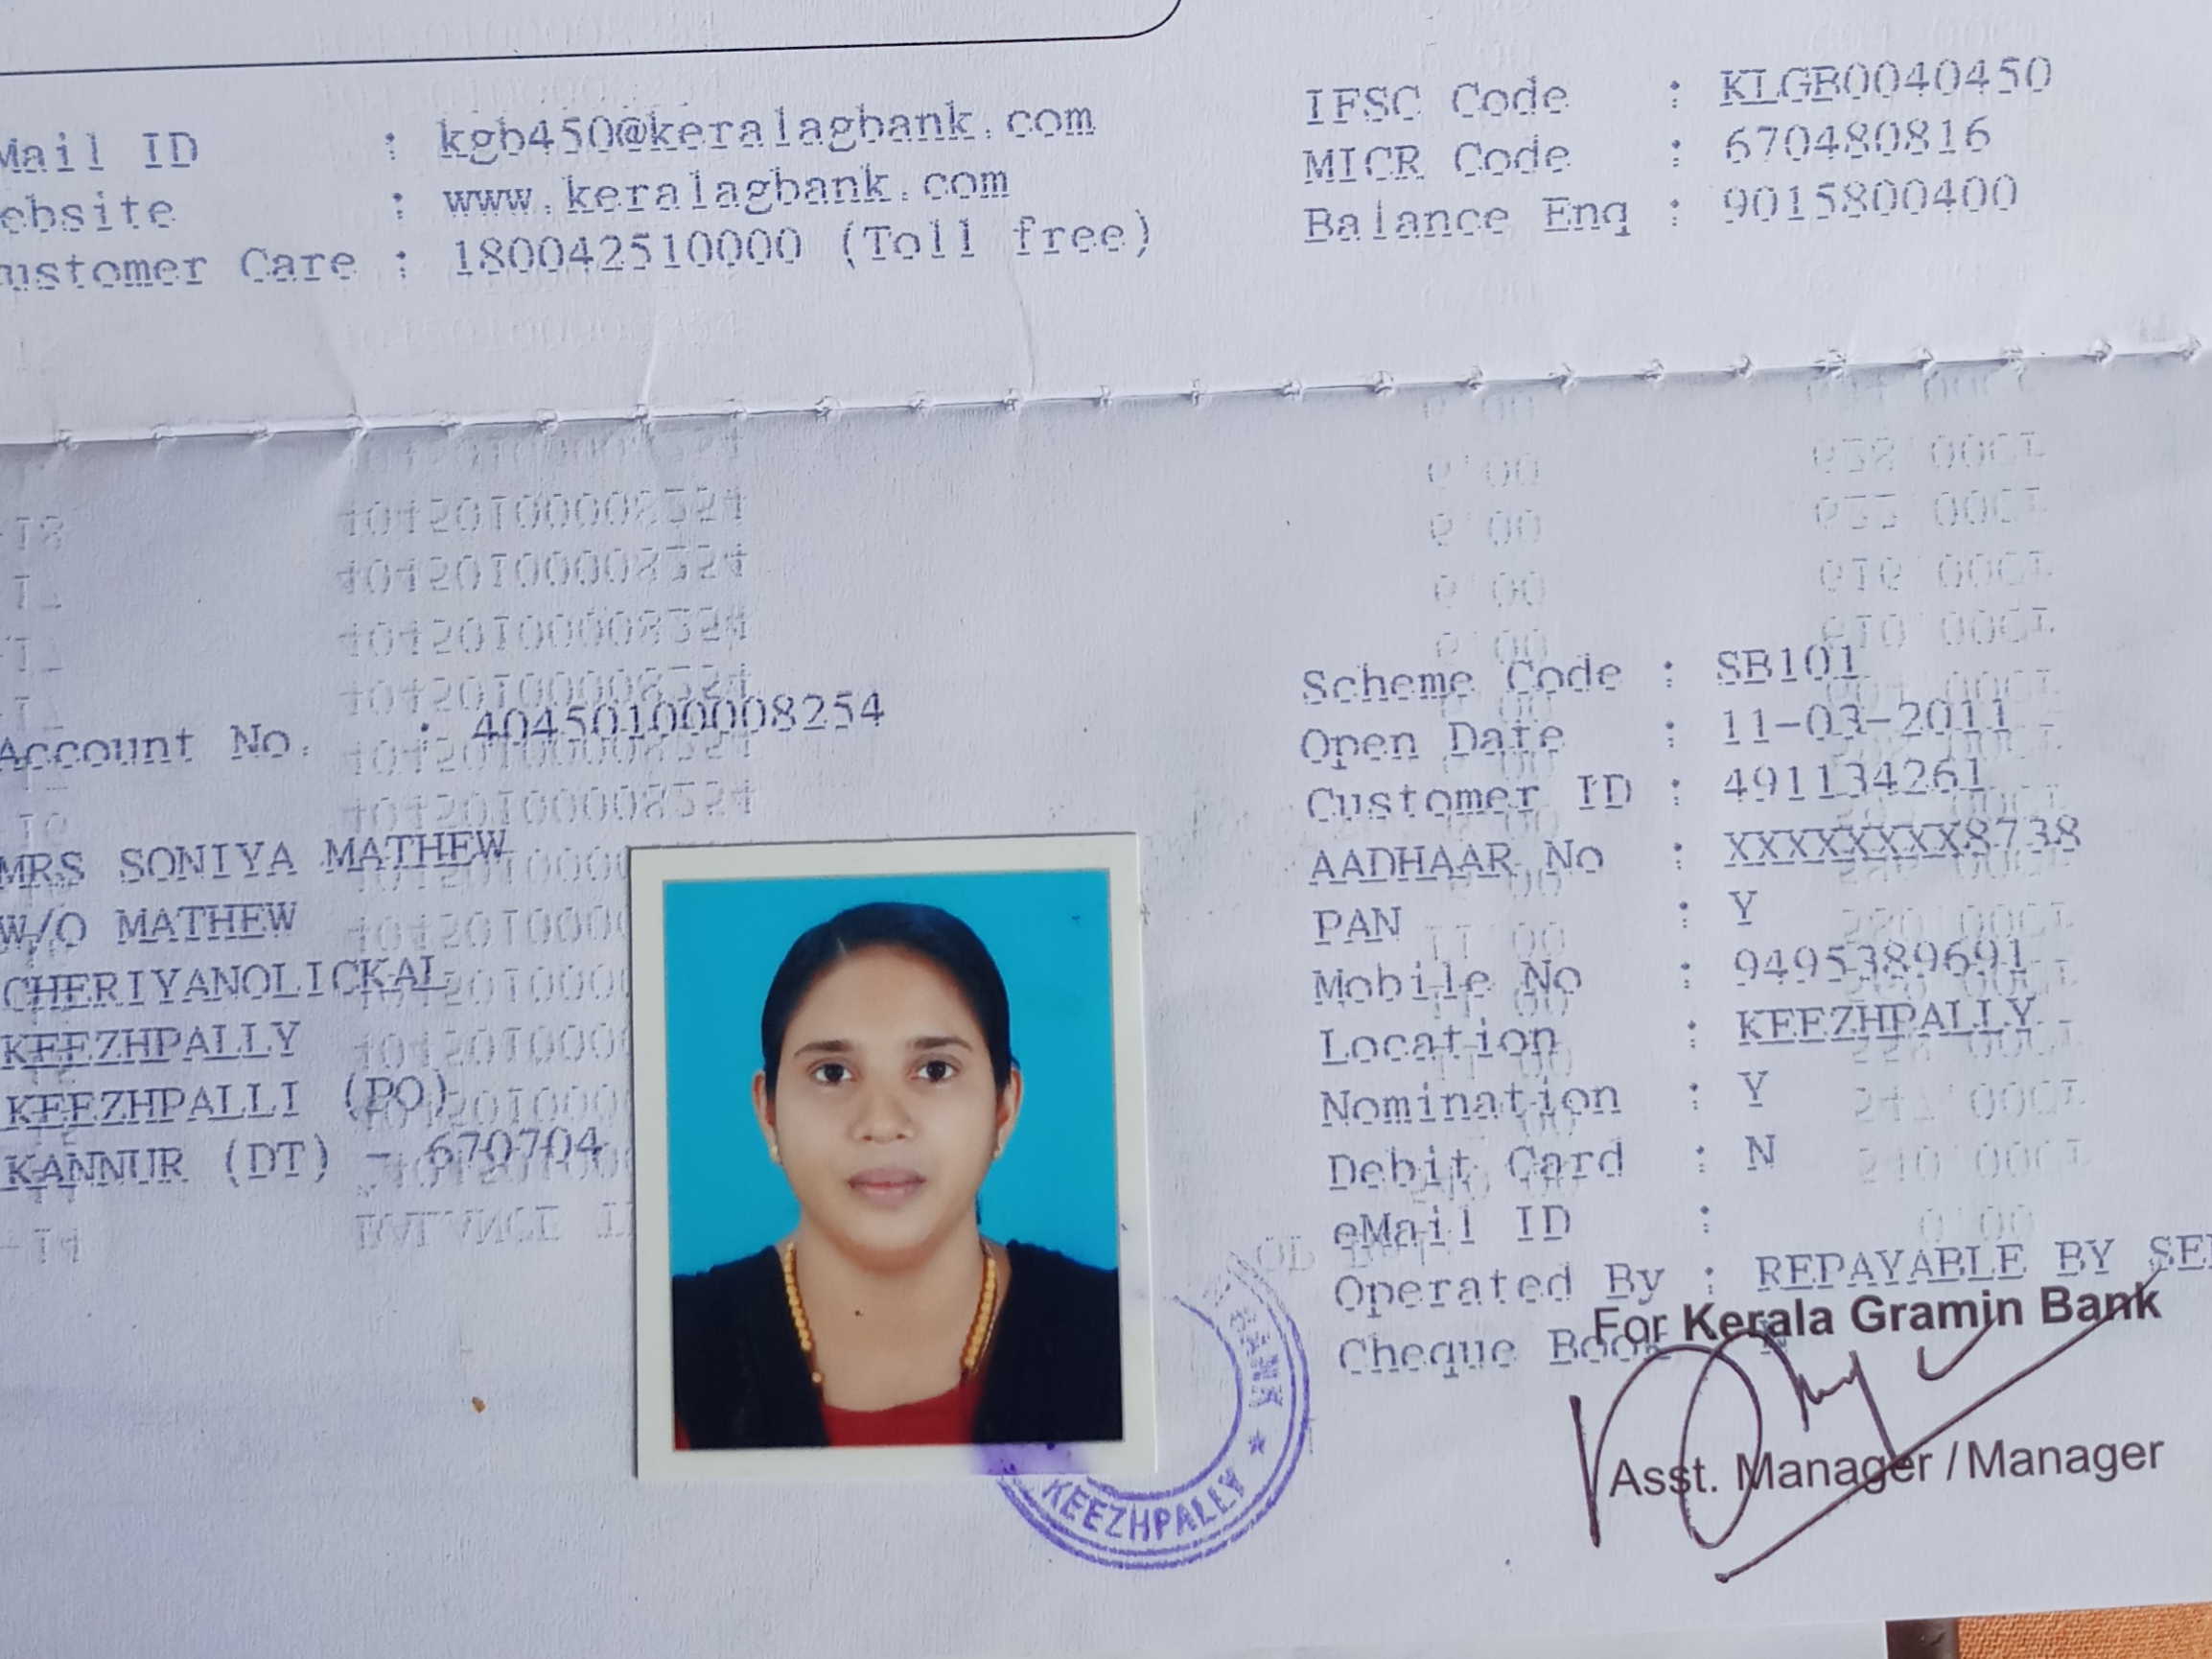 Mail ID : kgb450@keralagbank.com
ebsite : www.keralagbank.com
ustomer Care : 180042510000 (Toll free)
IFSC Code : KLGB0040450
MICR Code : 670480816
Balance Enq : 9015800400
Account No. : 40450100008254
MRS SONIYA MATHEW
W/O MATHEW
CHERIYANOLICKAL
KEEZHPALLY
KEEZHPALLI (PO)
KANNUR (DT) - 670704
Scheme Code : SB101
Open Date : 11-03-2011
Customer ID : 491134261
AADHAAR No : XXXXXXXX8738
PAN : Y
Mobile No : 9495389691
Location : KEEZHPALLY
Nomination : Y
Debit Card : N
eMail ID :
Operated By : REPAYABLE BY SE
Cheque Book N
For Kerala Gramin Bank
Asst. Manager / Manager
BANK ★
KEEZHPALLY